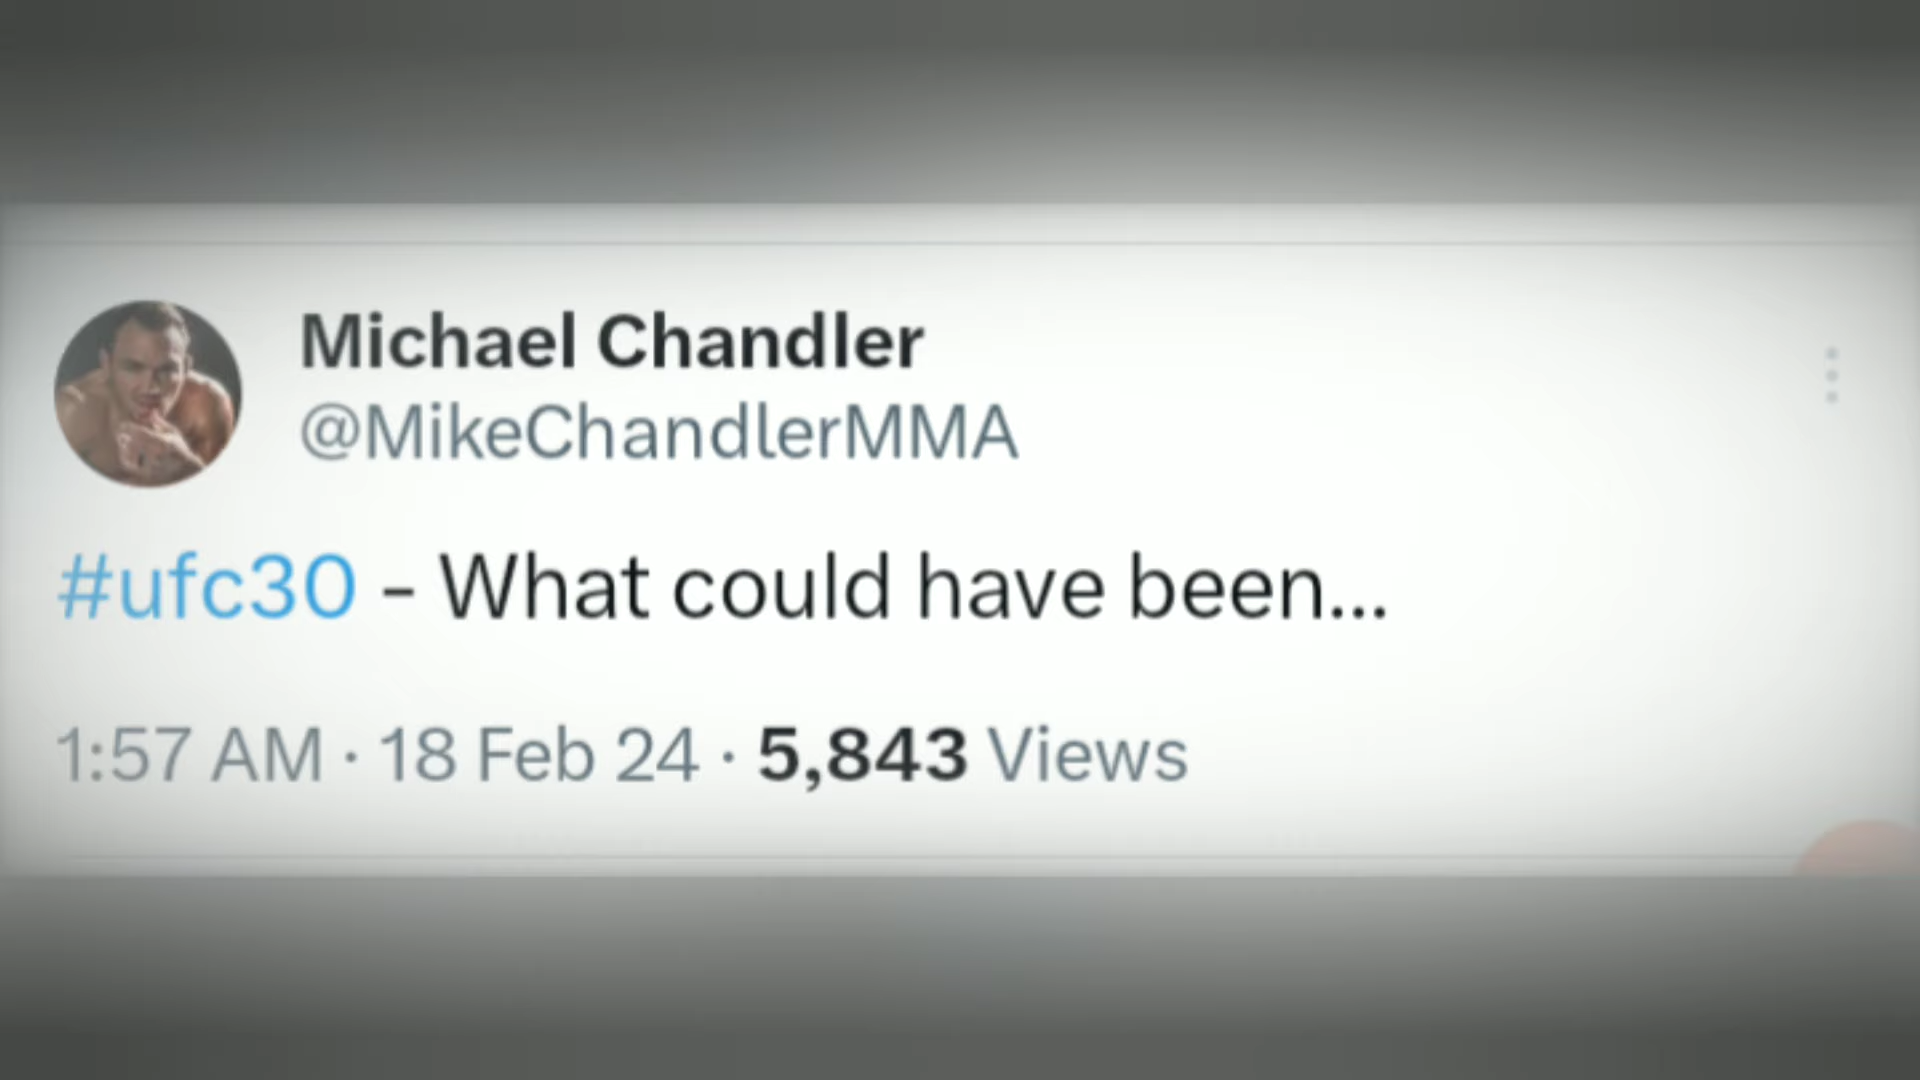 Michael Chandler
@MikeChandlerMMA
#ufc30 - What could have been...
1:57 AM · 18 Feb 24 · 5,843 Views